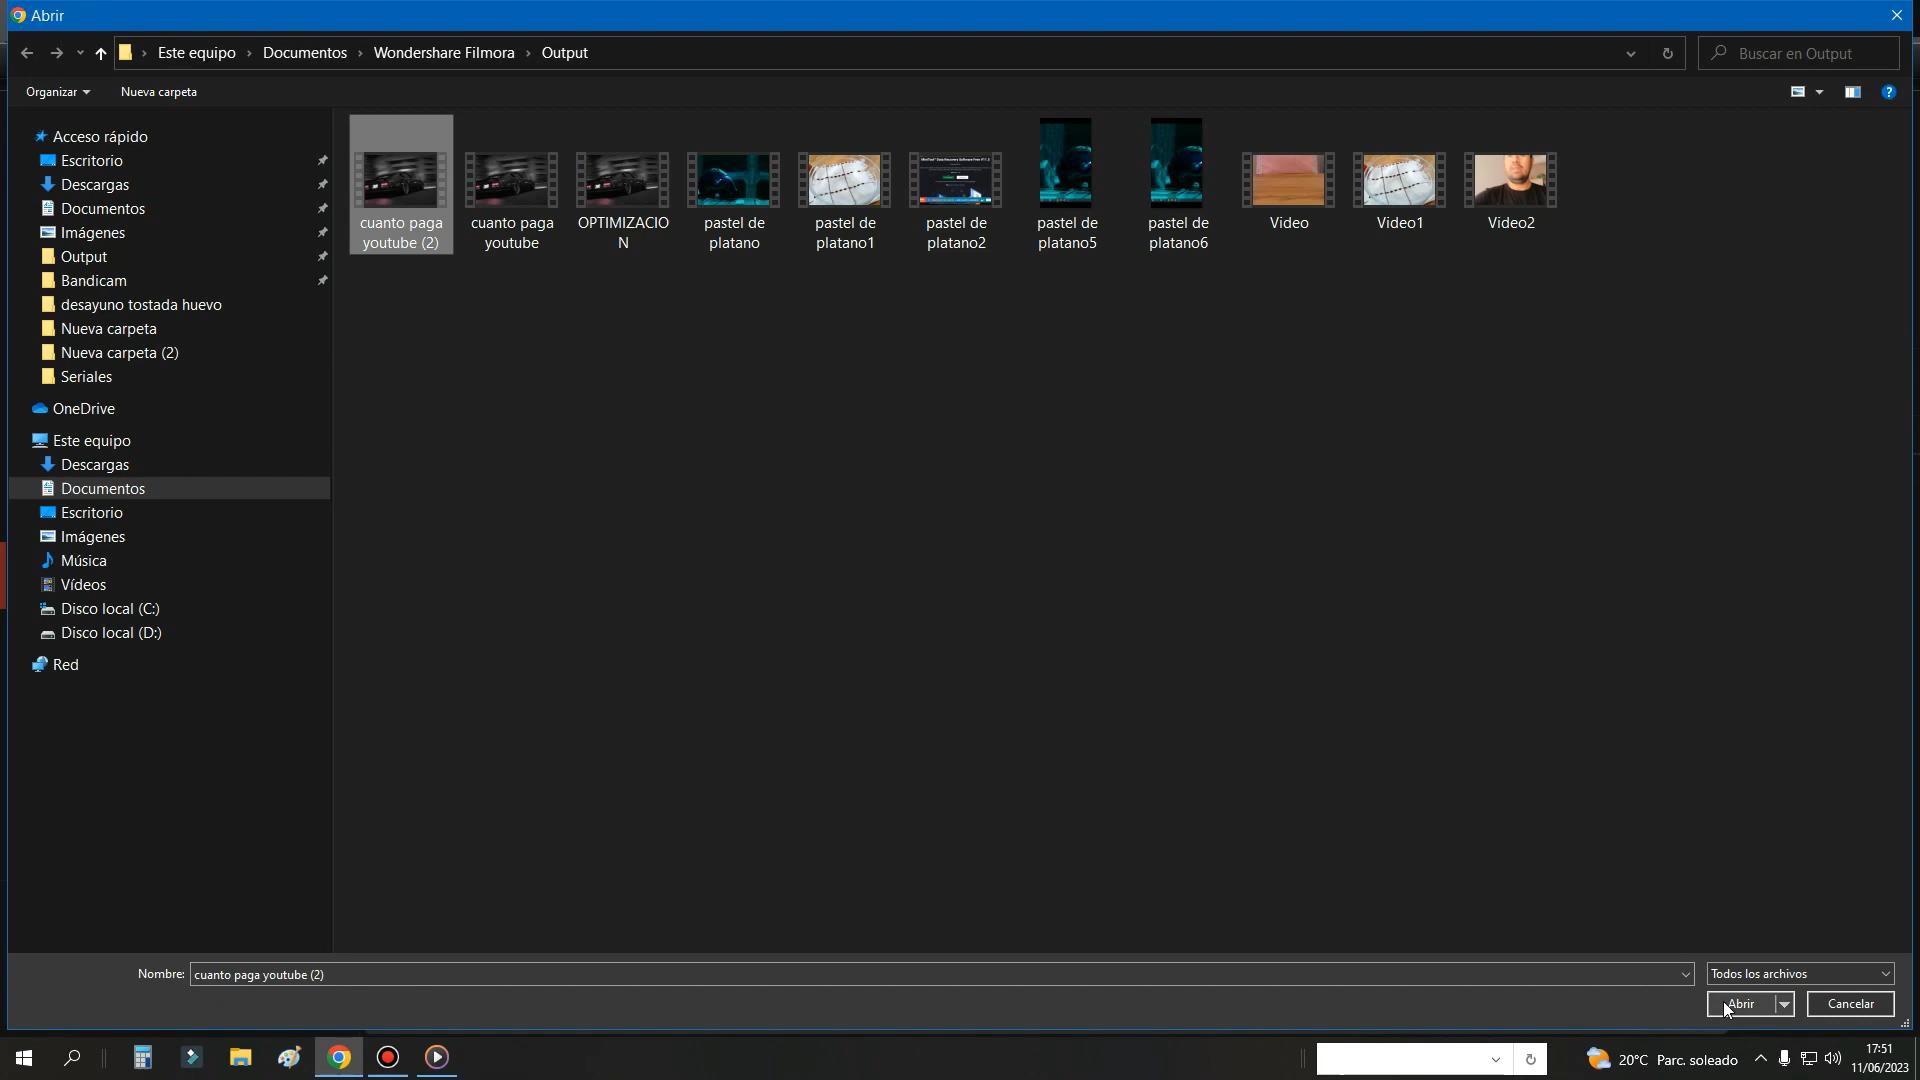 Abrir
Este equipo › Documentos › Wondershare Filmora › Output
Buscar en Output
Organizar
Nueva carpeta
Acceso rápido
Escritorio
Descargas
Documentos
Imágenes
Output
Bandicam
desayuno tostada huevo
Nueva carpeta
Nueva carpeta (2)
Seriales
OneDrive
Este equipo
Descargas
Documentos
Escritorio
Imágenes
Música
Vídeos
Disco local (C:)
Disco local (D:)
Red
cuanto paga
youtube (2)
cuanto paga
youtube
OPTIMIZACIO
N
pastel de
platano
pastel de
platano1
pastel de
platano2
pastel de
platano5
pastel de
platano6
Video
Video1
Video2
Nombre:
cuanto paga youtube (2)
Todos los archivos
Abrir
Cancelar
20°C Parc. soleado
17:51
11/06/2023